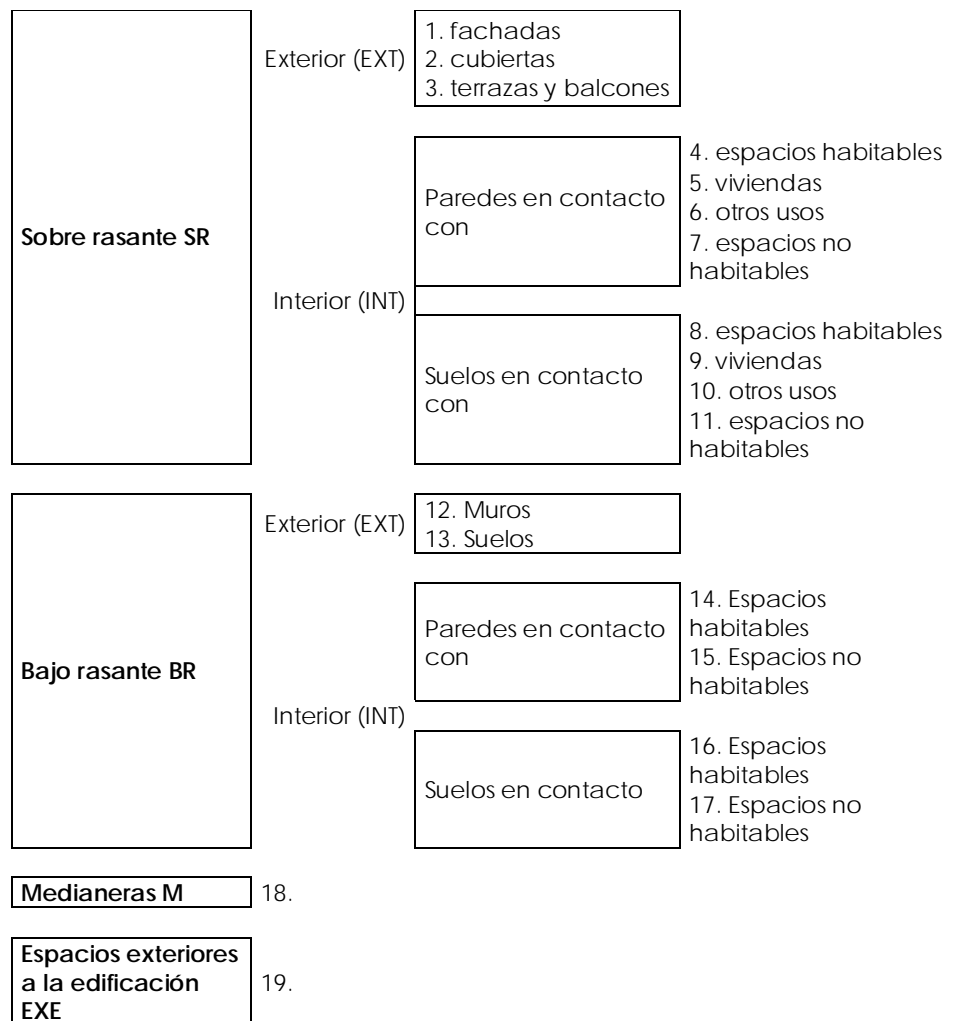 Sobre rasante SR
Exterior (EXT)
1. fachadas
2. cubiertas
3. terrazas y balcones
Interior (INT)
Paredes en contacto
con
4. espacios habitables
5. viviendas
6. otros usos
7. espacios no
habitables
Suelos en contacto
con
8. espacios habitables
9. viviendas
10. otros usos
11. espacios no
habitables
Bajo rasante BR
Exterior (EXT)
12. Muros
13. Suelos
Interior (INT)
Paredes en contacto
con
14. Espacios
habitables
15. Espacios no
habitables
Suelos en contacto
16. Espacios
habitables
17. Espacios no
habitables
Medianeras M
18.
Espacios exteriores
a la edificación
EXE
19.